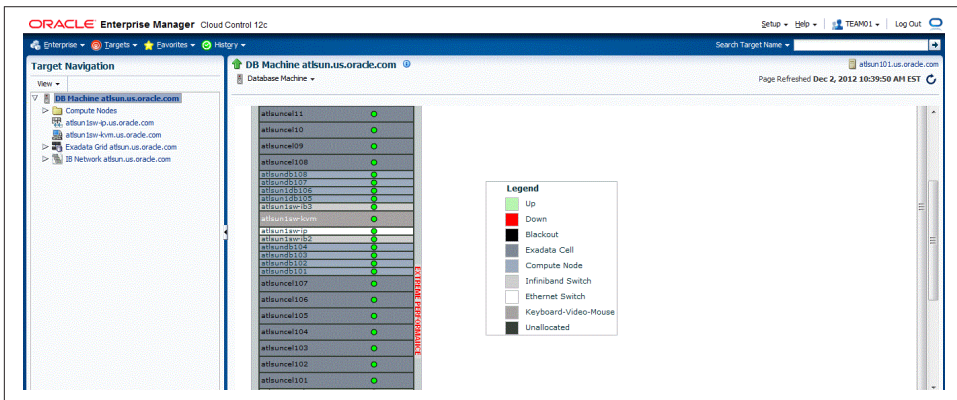 ORACLE Enterprise Manager Cloud Control 12c
Setup Help TEAM01 Log Out
Enterprise Targets Favorites History
Search Target Name
Target Navigation
View
DB Machine atlsun.us.oracle.com
Compute Nodes
atlsun1sw-ip.us.oracle.com
atlsun1sw-kvm.us.oracle.com
Exadata Grid atlsun.us.oracle.com
IB Network atlsun.us.oracle.com
DB Machine atlsun.us.oracle.com
Database Machine
atlsun101.us.oracle.com
Page Refreshed Dec 2, 2012 10:39:50 AM EST
atlsuncel11
atlsuncel10
atlsuncel09
atlsuncel108
atlsundb108
atlsundb107
atlsun1db106
atlsun1db105
atlsun1sw-ib3
atlsun1sw-kvm
atlsun1sw-ip
atlsun1sw-ib2
atlsundb104
atlsundb103
atlsundb102
atlsundb101
atlsuncel107
atlsuncel106
atlsuncel105
atlsuncel104
atlsuncel103
atlsuncel102
atlsuncel101
EXTREME PERFORMANCE
Legend
Up
Down
Blackout
Exadata Cell
Compute Node
Infiniband Switch
Ethernet Switch
Keyboard-Video-Mouse
Unallocated